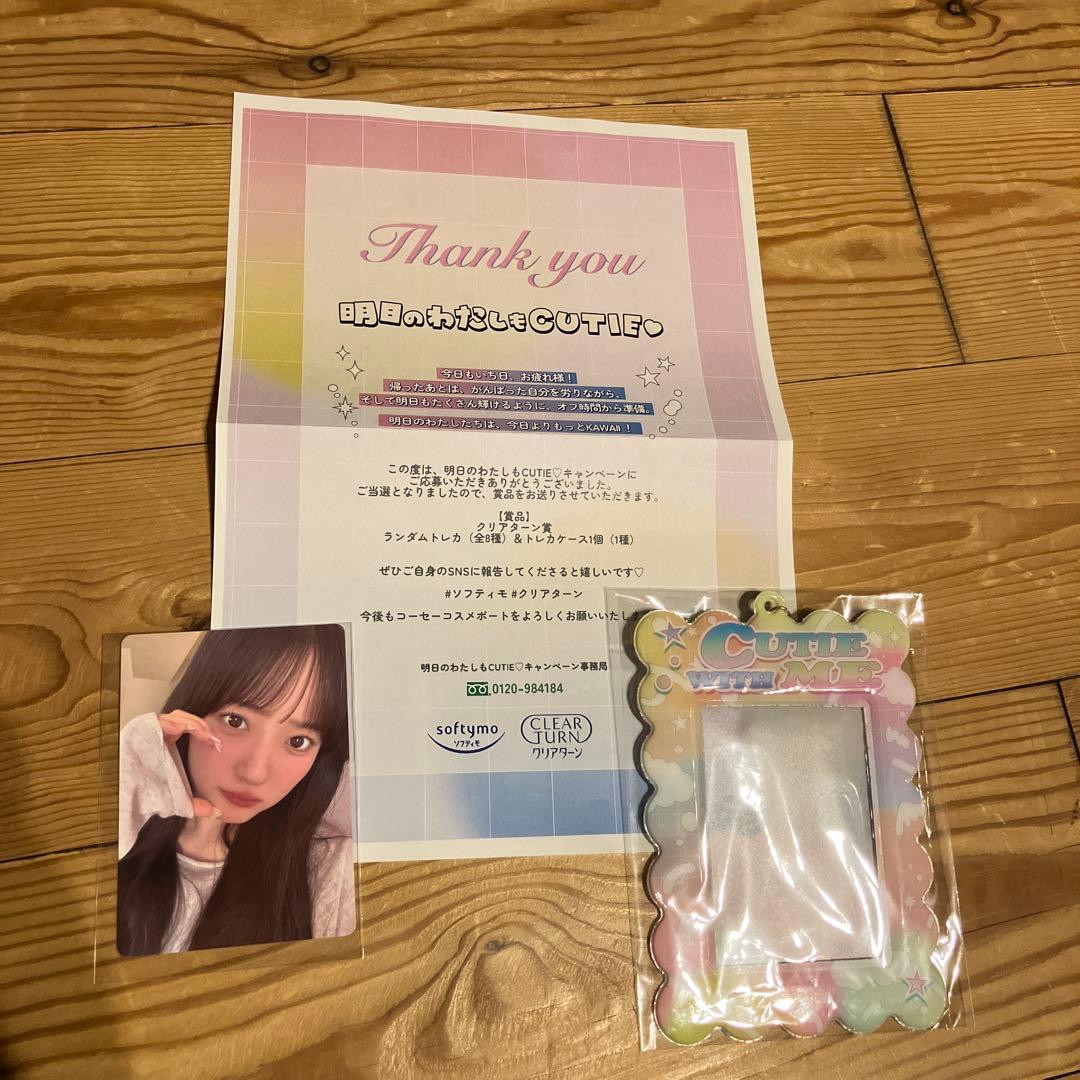 Thank you
明日のわたしもCUTIE♥
今日もいち日、お疲れ様！
帰ったあとは、がんばった自分を労りながら、
そして明日もたくさん輝けるように、オフ時間から準備。
明日のわたしたちは、今日よりもっとKAWAII！
この度は、明日のわたしもCUTIE♡キャンペーンに
ご応募いただきありがとうございました。
ご当選となりましたので、賞品をお送りさせていただきます。
【賞品】
クリアターン賞
ランダムトレカ（全8種）＆トレカケース1個（1種）
ぜひご自身のSNSに報告してくださると嬉しいです♡
#ソフティモ #クリアターン
今後もコーセーコスメポートをよろしくお願いいたしま
明日のわたしもCUTIE♡キャンペーン事務局
0120-984184
softymo
ソフティモ
CLEAR
TURN
クリアターン
CUTIE
WITH ME